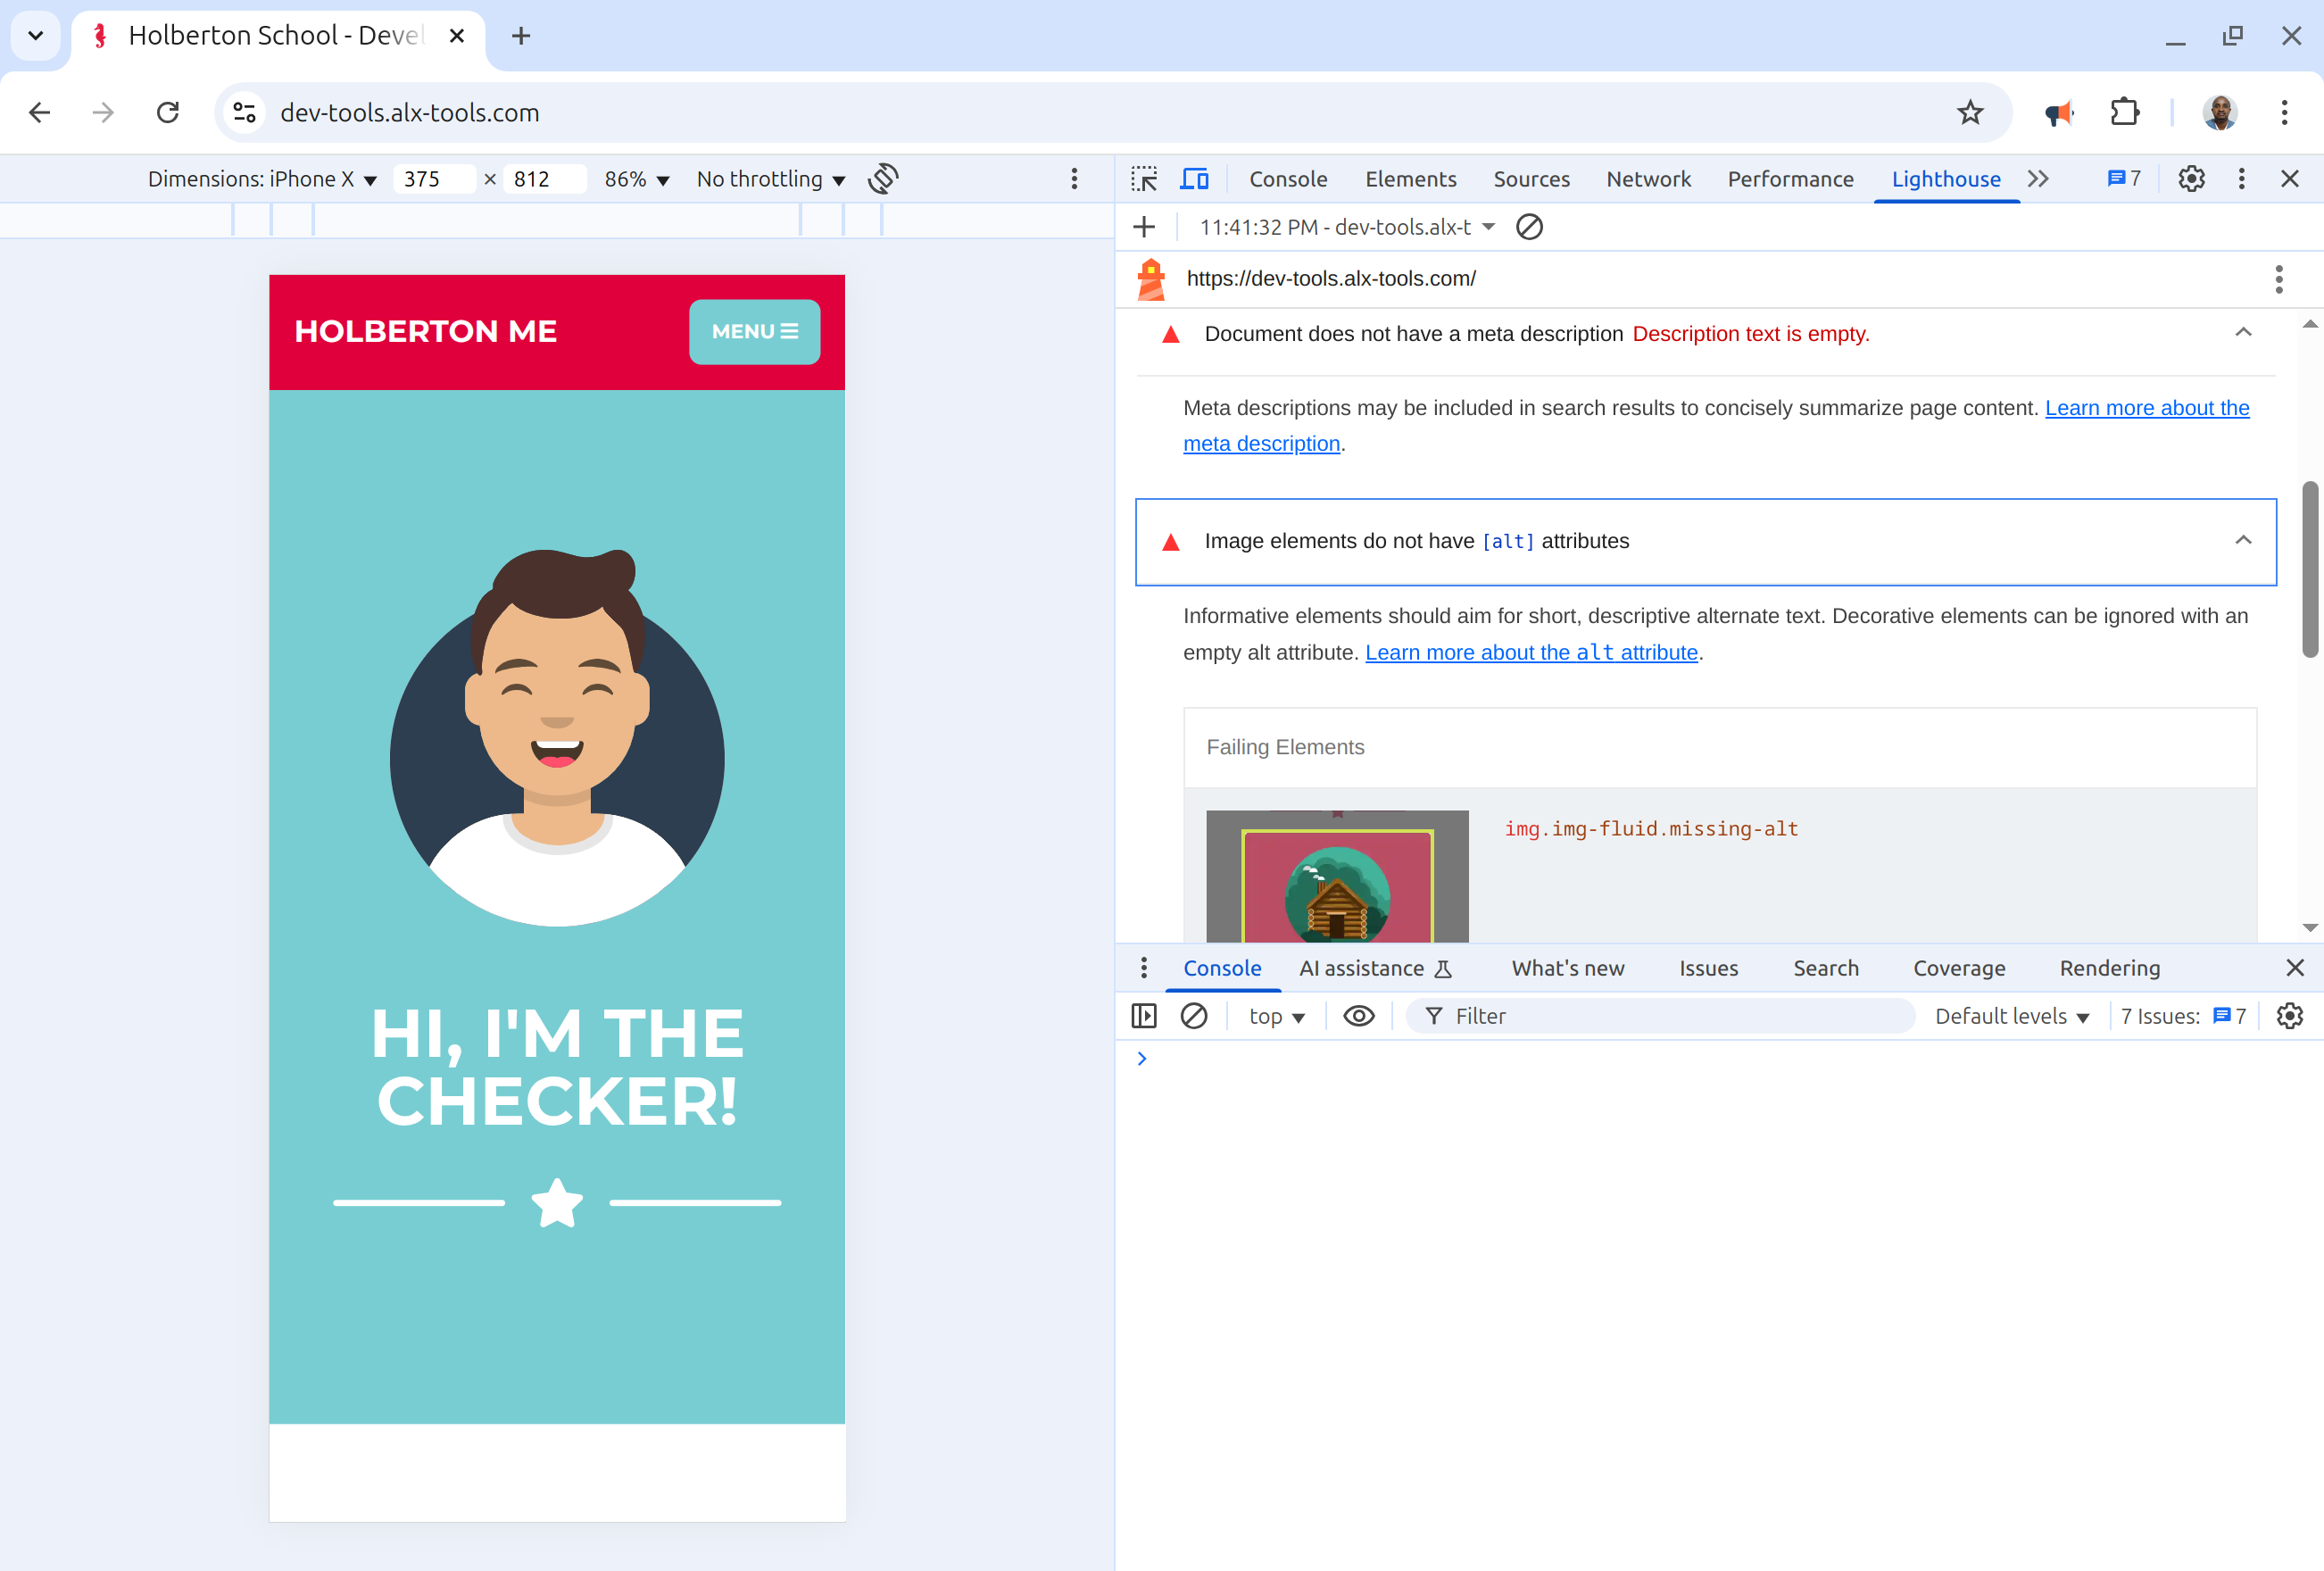 Holberton School - Devel
dev-tools.alx-tools.com
Dimensions: iPhone X 375 × 812 86% No throttling
Console Elements Sources Network Performance Lighthouse 7
11:41:32 PM - dev-tools.alx-t
https://dev-tools.alx-tools.com/
HOLBERTON ME
MENU
HI, I'M THE
CHECKER!
Document does not have a meta description Description text is empty.
Meta descriptions may be included in search results to concisely summarize page content. Learn more about the
meta description.
Image elements do not have [alt] attributes
Informative elements should aim for short, descriptive alternate text. Decorative elements can be ignored with an
empty alt attribute. Learn more about the alt attribute.
Failing Elements
img.img-fluid.missing-alt
Console AI assistance What's new Issues Search Coverage Rendering
top Filter Default levels 7 Issues: 7